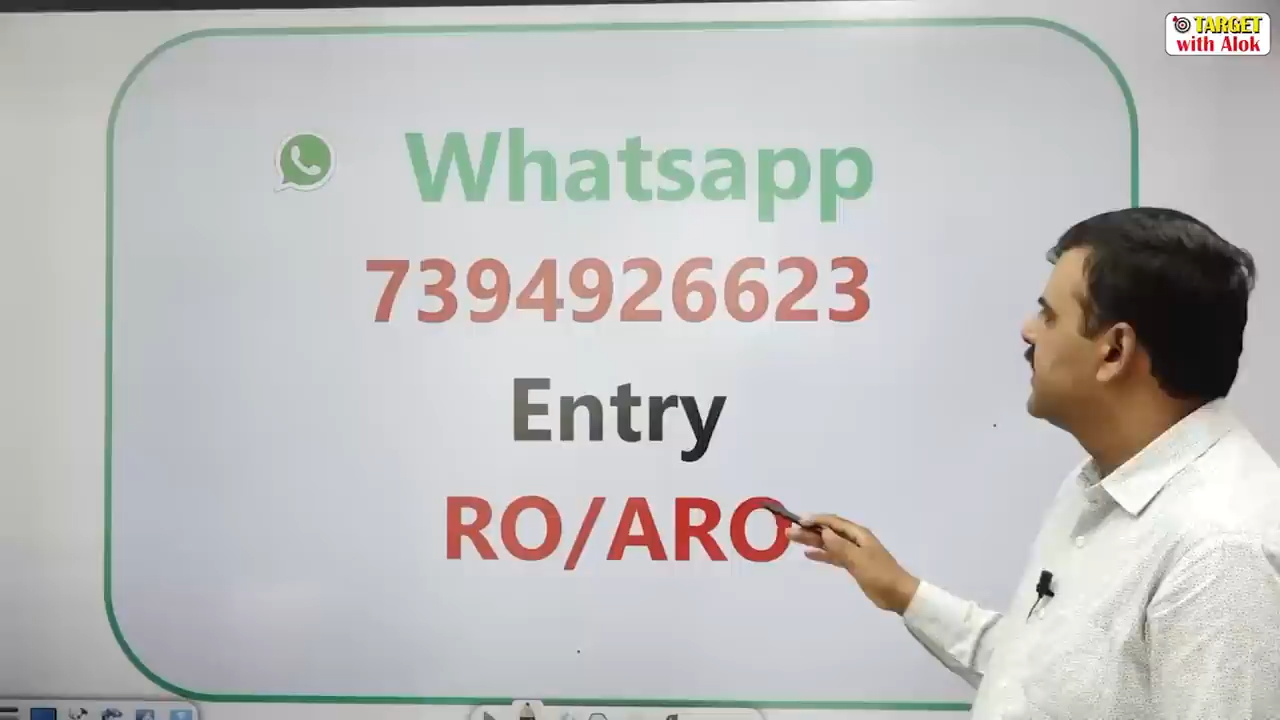 TARGET
with Alok
Whatsapp
7394926623
Entry
RO/ARO